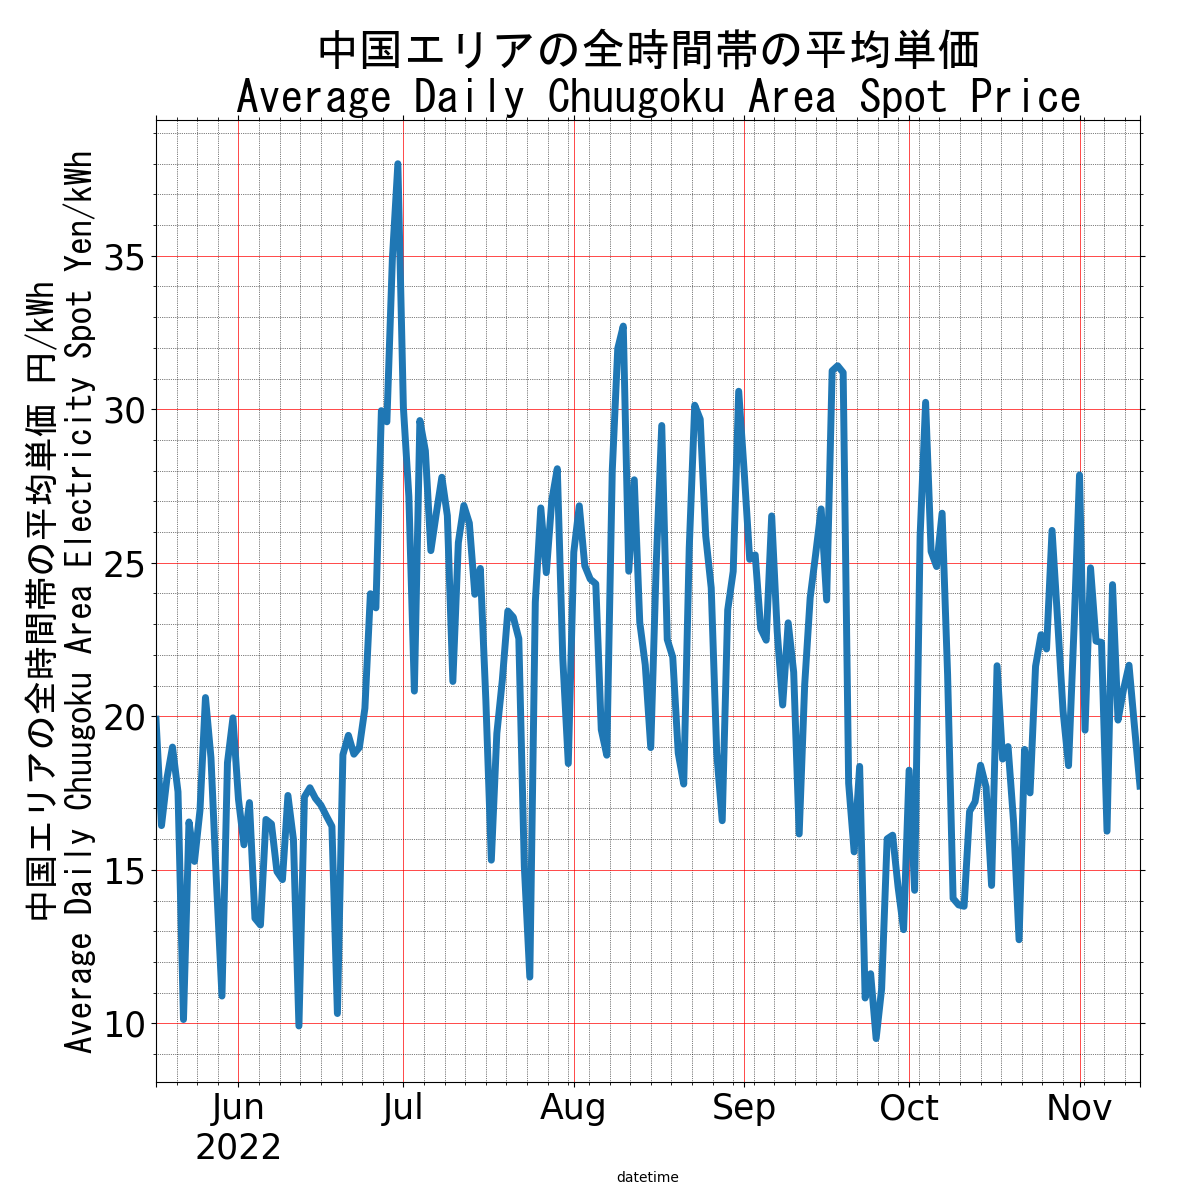 中国エリアの全時間帯の平均単価
Average Daily Chuugoku Area Spot Price
中国エリアの全時間帯の平均単価 円/kWh
Average Daily Chuugoku Area Electricity Spot Yen/kWh
35
30
25
20
15
10
Jun
2022
Jul
Aug
Sep
Oct
Nov
datetime